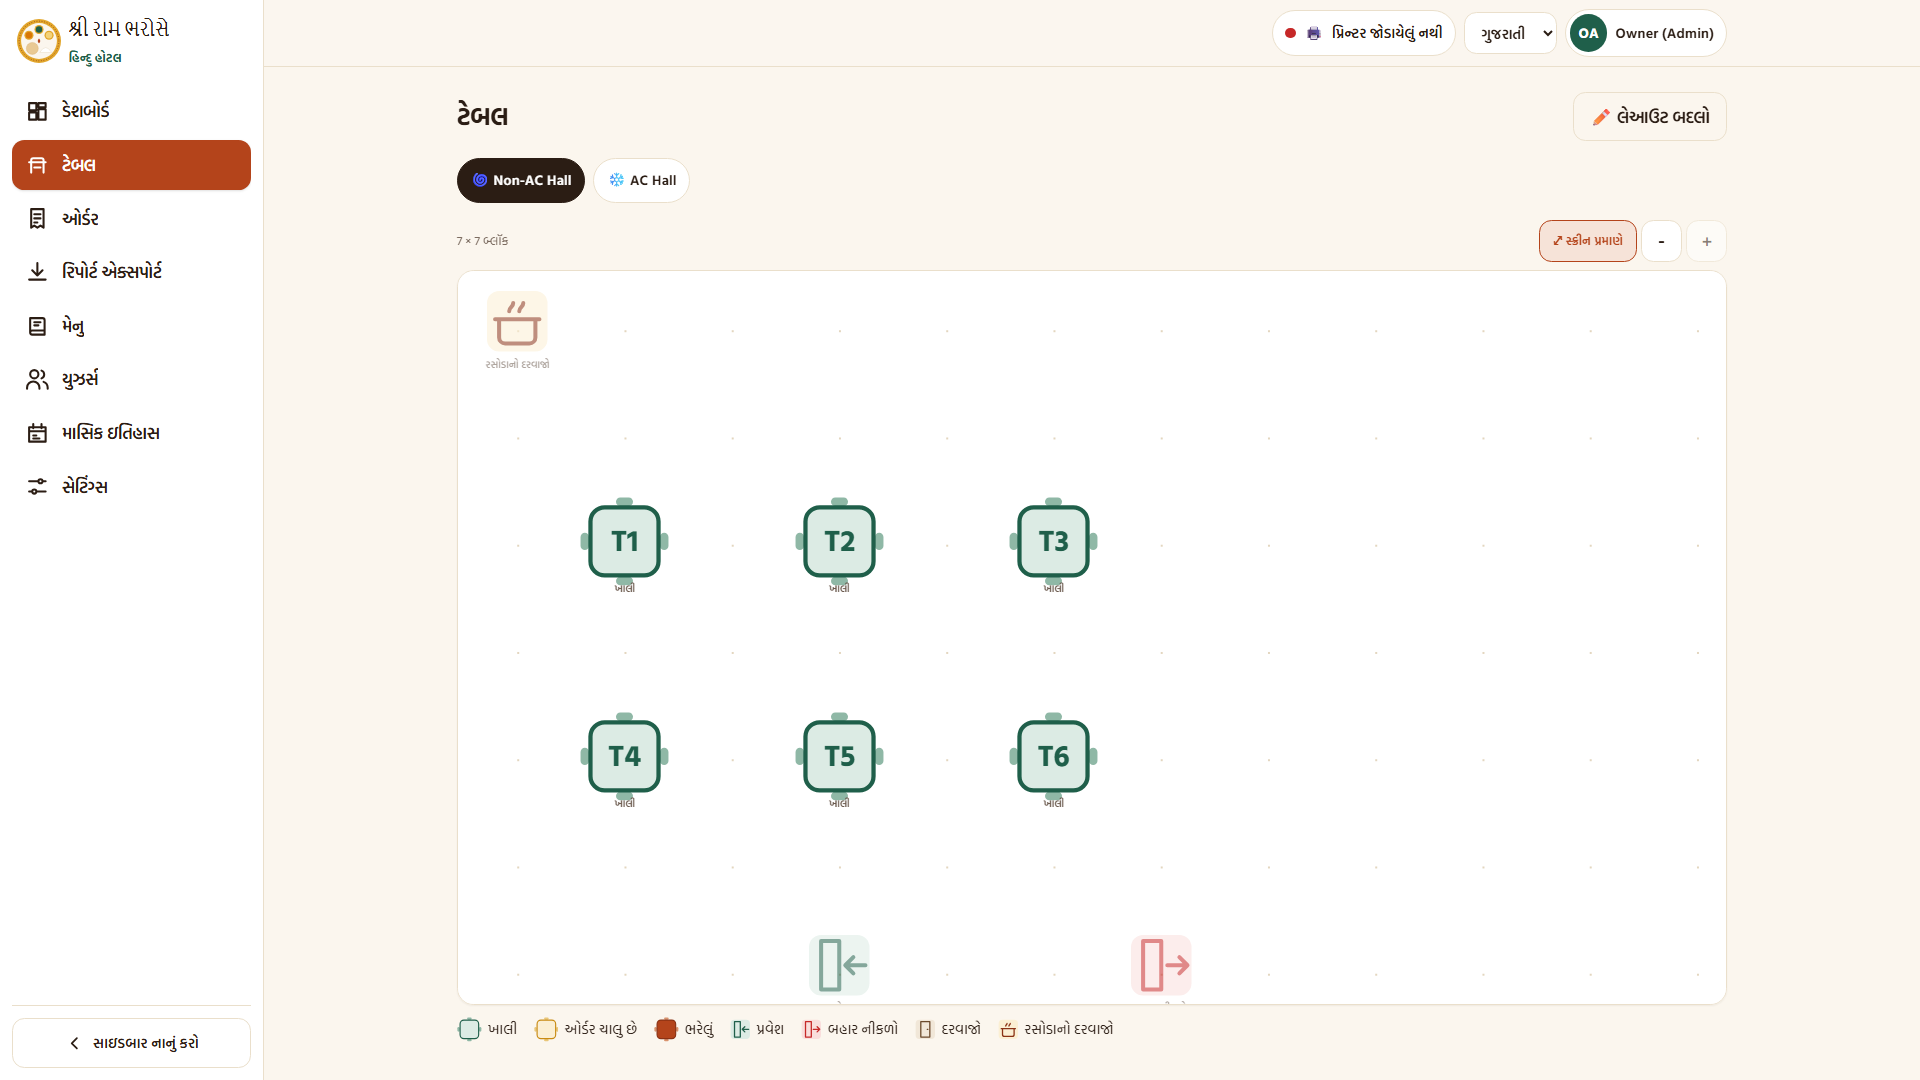 શ્રી રામ ભરોસે
હિન્દુ હોટલ
ડેશબોર્ડ
ટેબલ
ઓર્ડર
રિપોર્ટ એક્સપોર્ટ
મેનુ
યુઝર્સ
માસિક ઇતિહાસ
સેટિંગ્સ
સાઇડબાર નાનું કરો
પ્રિન્ટર જોડાયેલું નથી
ગુજરાતી
OA Owner (Admin)
ટેબલ
લેઆઉટ બદલો
Non-AC Hall
AC Hall
7 × 7 બ્લૉક
સ્ક્રીન પ્રમાણે
-
+
રસોડાનો દરવાજો
T1 T2 T3
ખાલી ખાલી ખાલી
T4 T5 T6
ખાલી ખાલી ખાલી
ખાલી ઓર્ડર ચાલુ છે ભરેલું પ્રવેશ બહાર નીકળો દરવાજો રસોડાનો દરવાજો